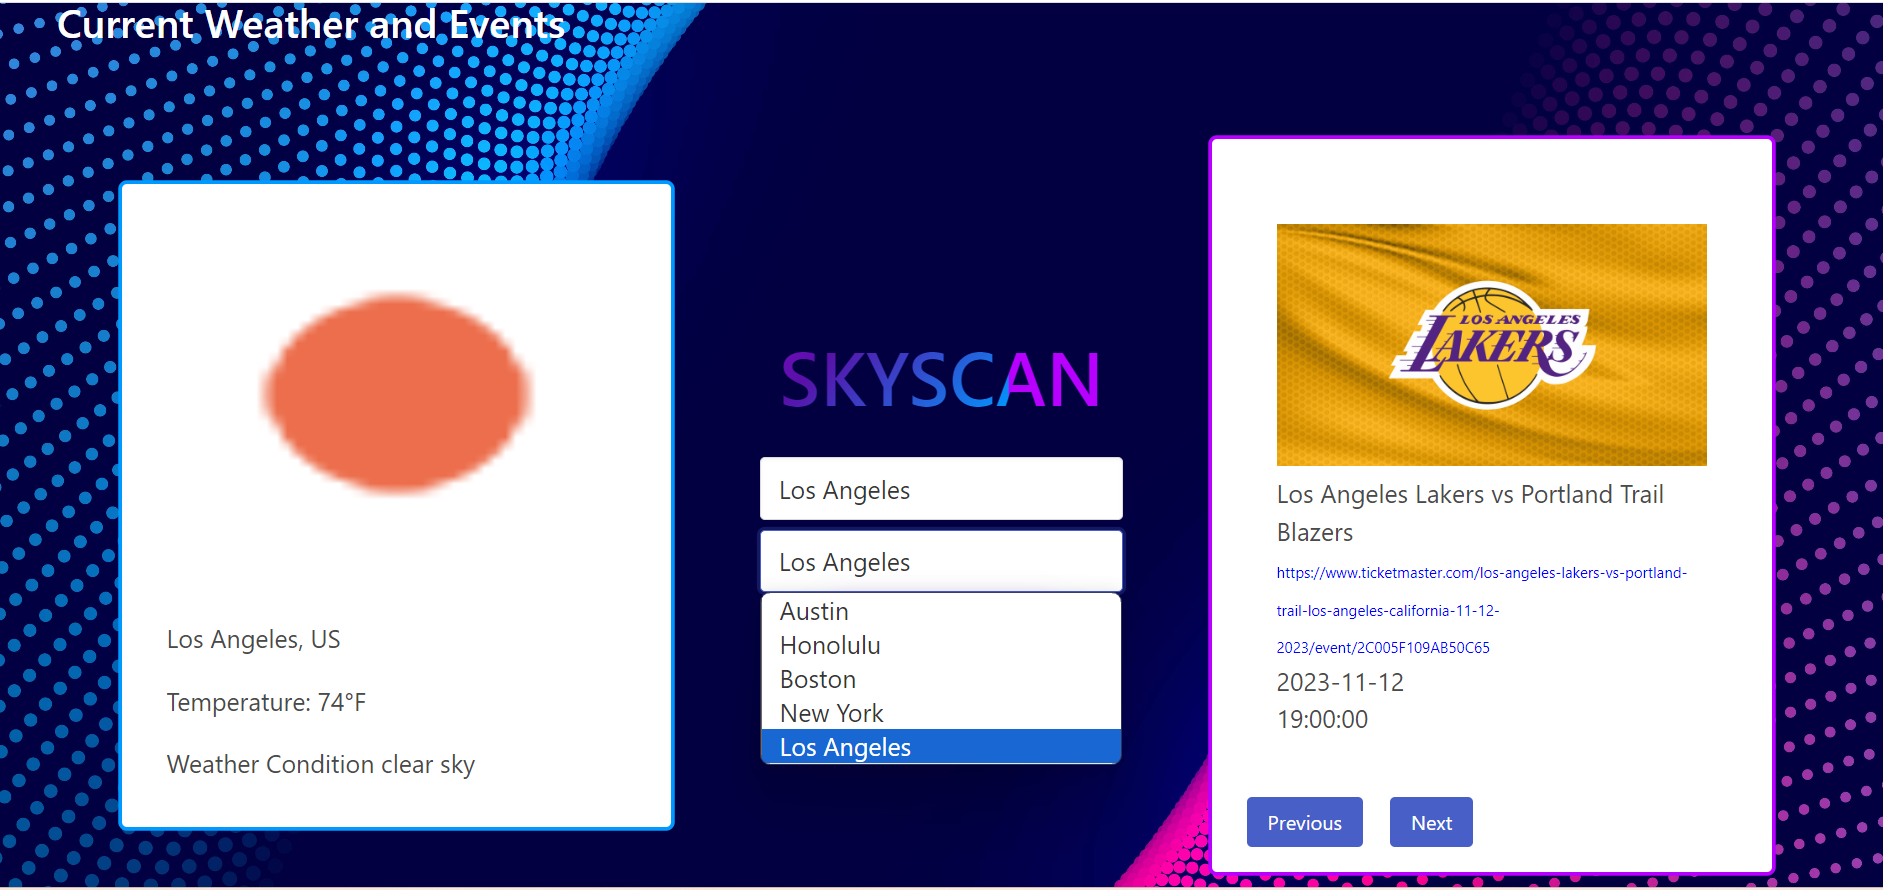 Current Weather and Events
Los Angeles, US
Temperature: 74°F
Weather Condition clear sky
SKYSCAN
Los Angeles
Los Angeles
Austin
Honolulu
Boston
New York
Los Angeles
LOS ANGELES
LAKERS
Los Angeles Lakers vs Portland Trail
Blazers
https://www.ticketmaster.com/los-angeles-lakers-vs-portland-
trail-los-angeles-california-11-12-
2023/event/2C005F109AB50C65
2023-11-12
19:00:00
Previous
Next